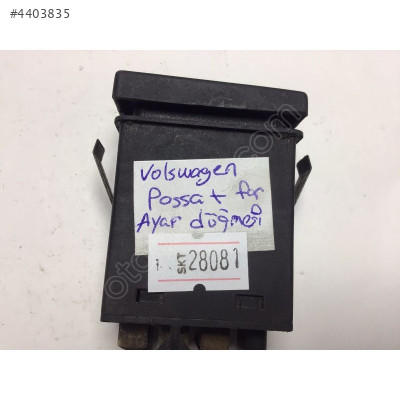 #4403835
Volswagen
Passat far
Ayar düğmesi
SKT 28081